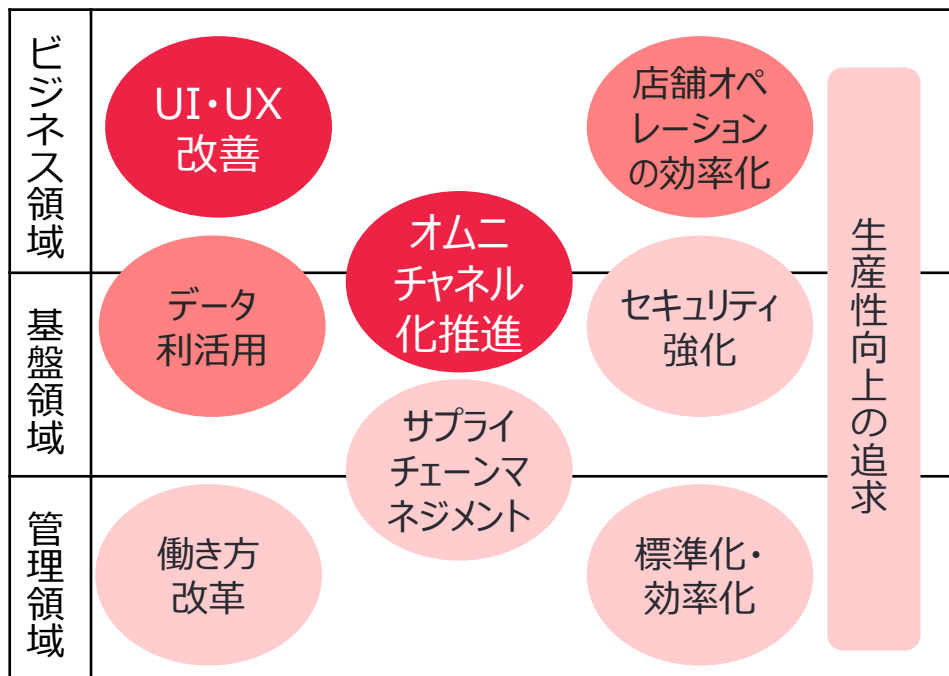 ビジネス領域
UI・UX
改善
店舗オペ
レーション
の効率化
オムニ
チャネル
化推進
生産性向上の追求
基盤領域
データ
利活用
セキュリティ
強化
サプライ
チェーンマ
ネジメント
管理領域
働き方
改革
標準化・
効率化